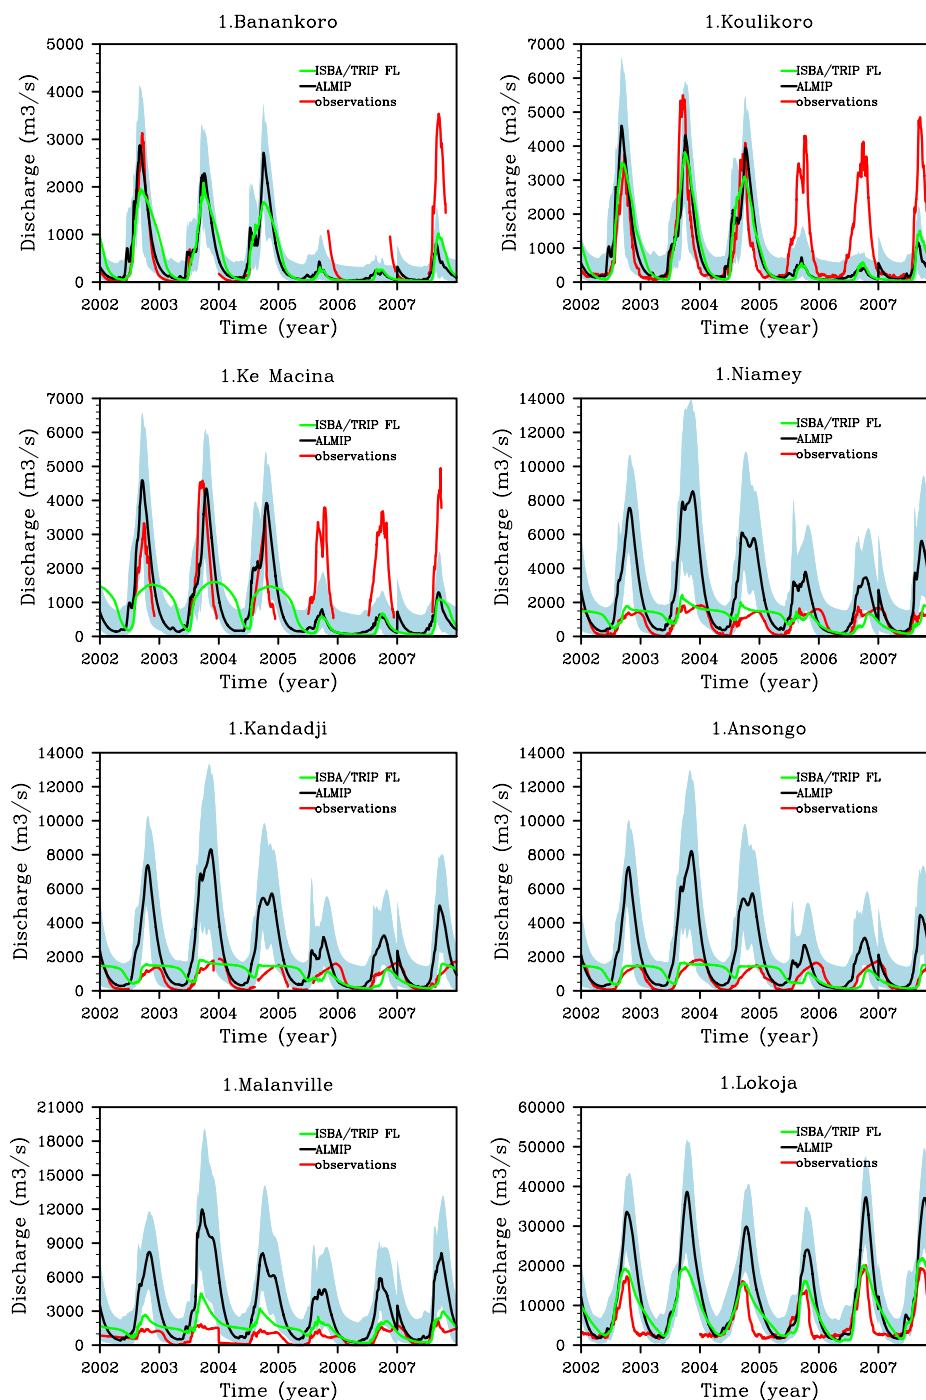 1.Banankoro
Discharge (m3/s)
5000
4000
3000
2000
1000
0
ISBA/TRIP FL
ALMIP
observations
2002 2003 2004 2005 2006 2007
Time (year)
1.Koulikoro
Discharge (m3/s)
7000
6000
5000
4000
3000
2000
1000
0
ISBA/TRIP FL
ALMIP
observations
2002 2003 2004 2005 2006 2007
Time (year)
1.Ke Macina
Discharge (m3/s)
7000
6000
5000
4000
3000
2000
1000
0
ISBA/TRIP FL
ALMIP
observations
2002 2003 2004 2005 2006 2007
Time (year)
1.Niamey
Discharge (m3/s)
14000
12000
10000
8000
6000
4000
2000
0
ISBA/TRIP FL
ALMIP
observations
2002 2003 2004 2005 2006 2007
Time (year)
1.Kandadji
Discharge (m3/s)
14000
12000
10000
8000
6000
4000
2000
0
ISBA/TRIP FL
ALMIP
observations
2002 2003 2004 2005 2006 2007
Time (year)
1.Ansongo
Discharge (m3/s)
14000
12000
10000
8000
6000
4000
2000
0
ISBA/TRIP FL
ALMIP
observations
2002 2003 2004 2005 2006 2007
Time (year)
1.Malanville
Discharge (m3/s)
21000
18000
15000
12000
9000
6000
3000
0
ISBA/TRIP FL
ALMIP
observations
2002 2003 2004 2005 2006 2007
Time (year)
1.Lokoja
Discharge (m3/s)
60000
50000
40000
30000
20000
10000
0
ISBA/TRIP FL
ALMIP
observations
2002 2003 2004 2005 2006 2007
Time (year)